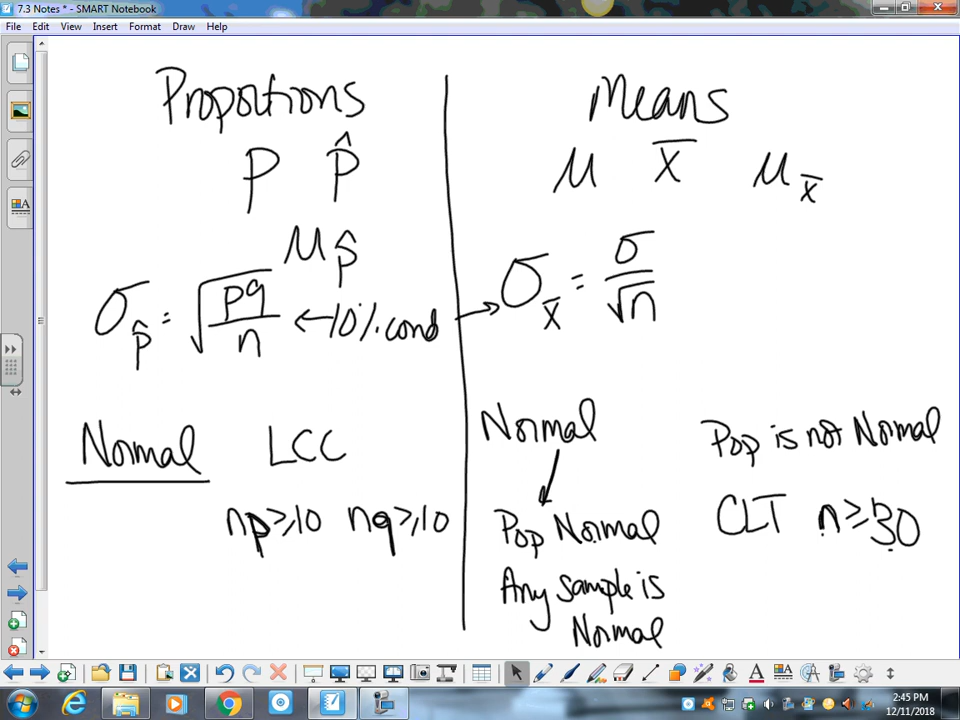 7.3 Notes * - SMART Notebook
File Edit View Insert Format Draw Help
Proportions
p p̂
μp̂
σp̂ = √(pq/n) ← 10% cond →
Normal LCC
np ≥ 10 nq ≥ 10
Means
μ x̄ μx̄
σx̄ = σ/√n
Normal
Pop Normal
Any sample is
Normal
Pop is not Normal
CLT n ≥ 30
2:45 PM
12/11/2018